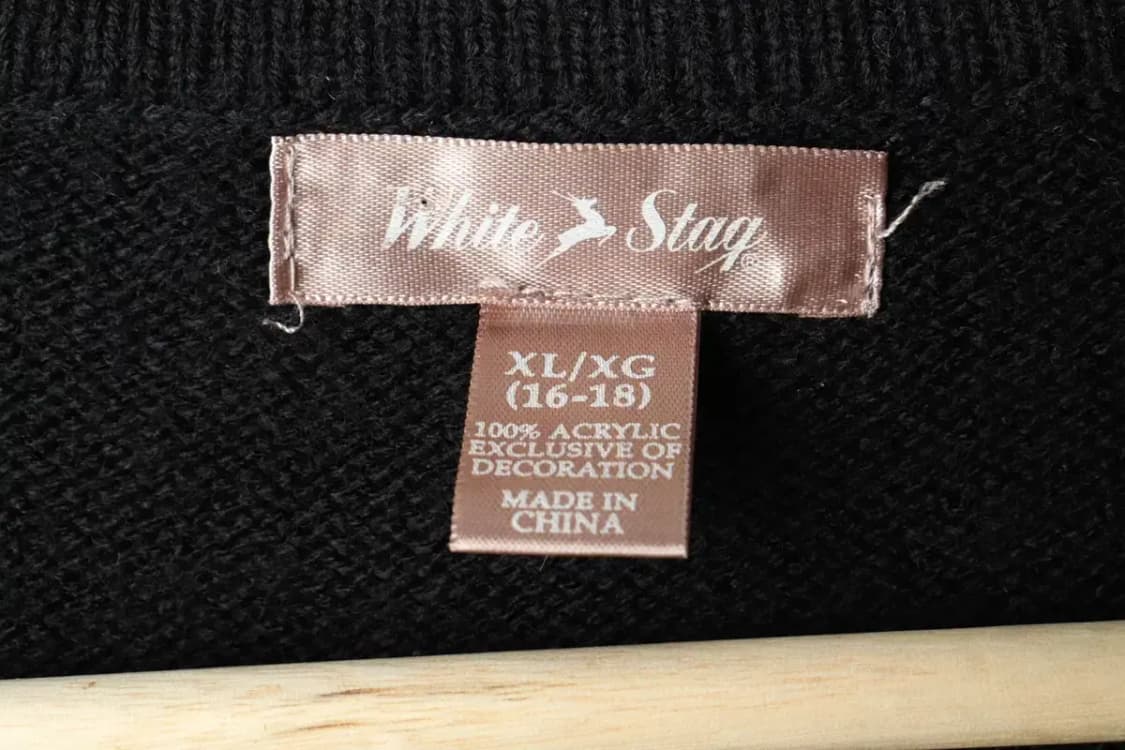 White Stag®
XL/XG
(16-18)
100% ACRYLIC
EXCLUSIVE OF
DECORATION
MADE IN
CHINA